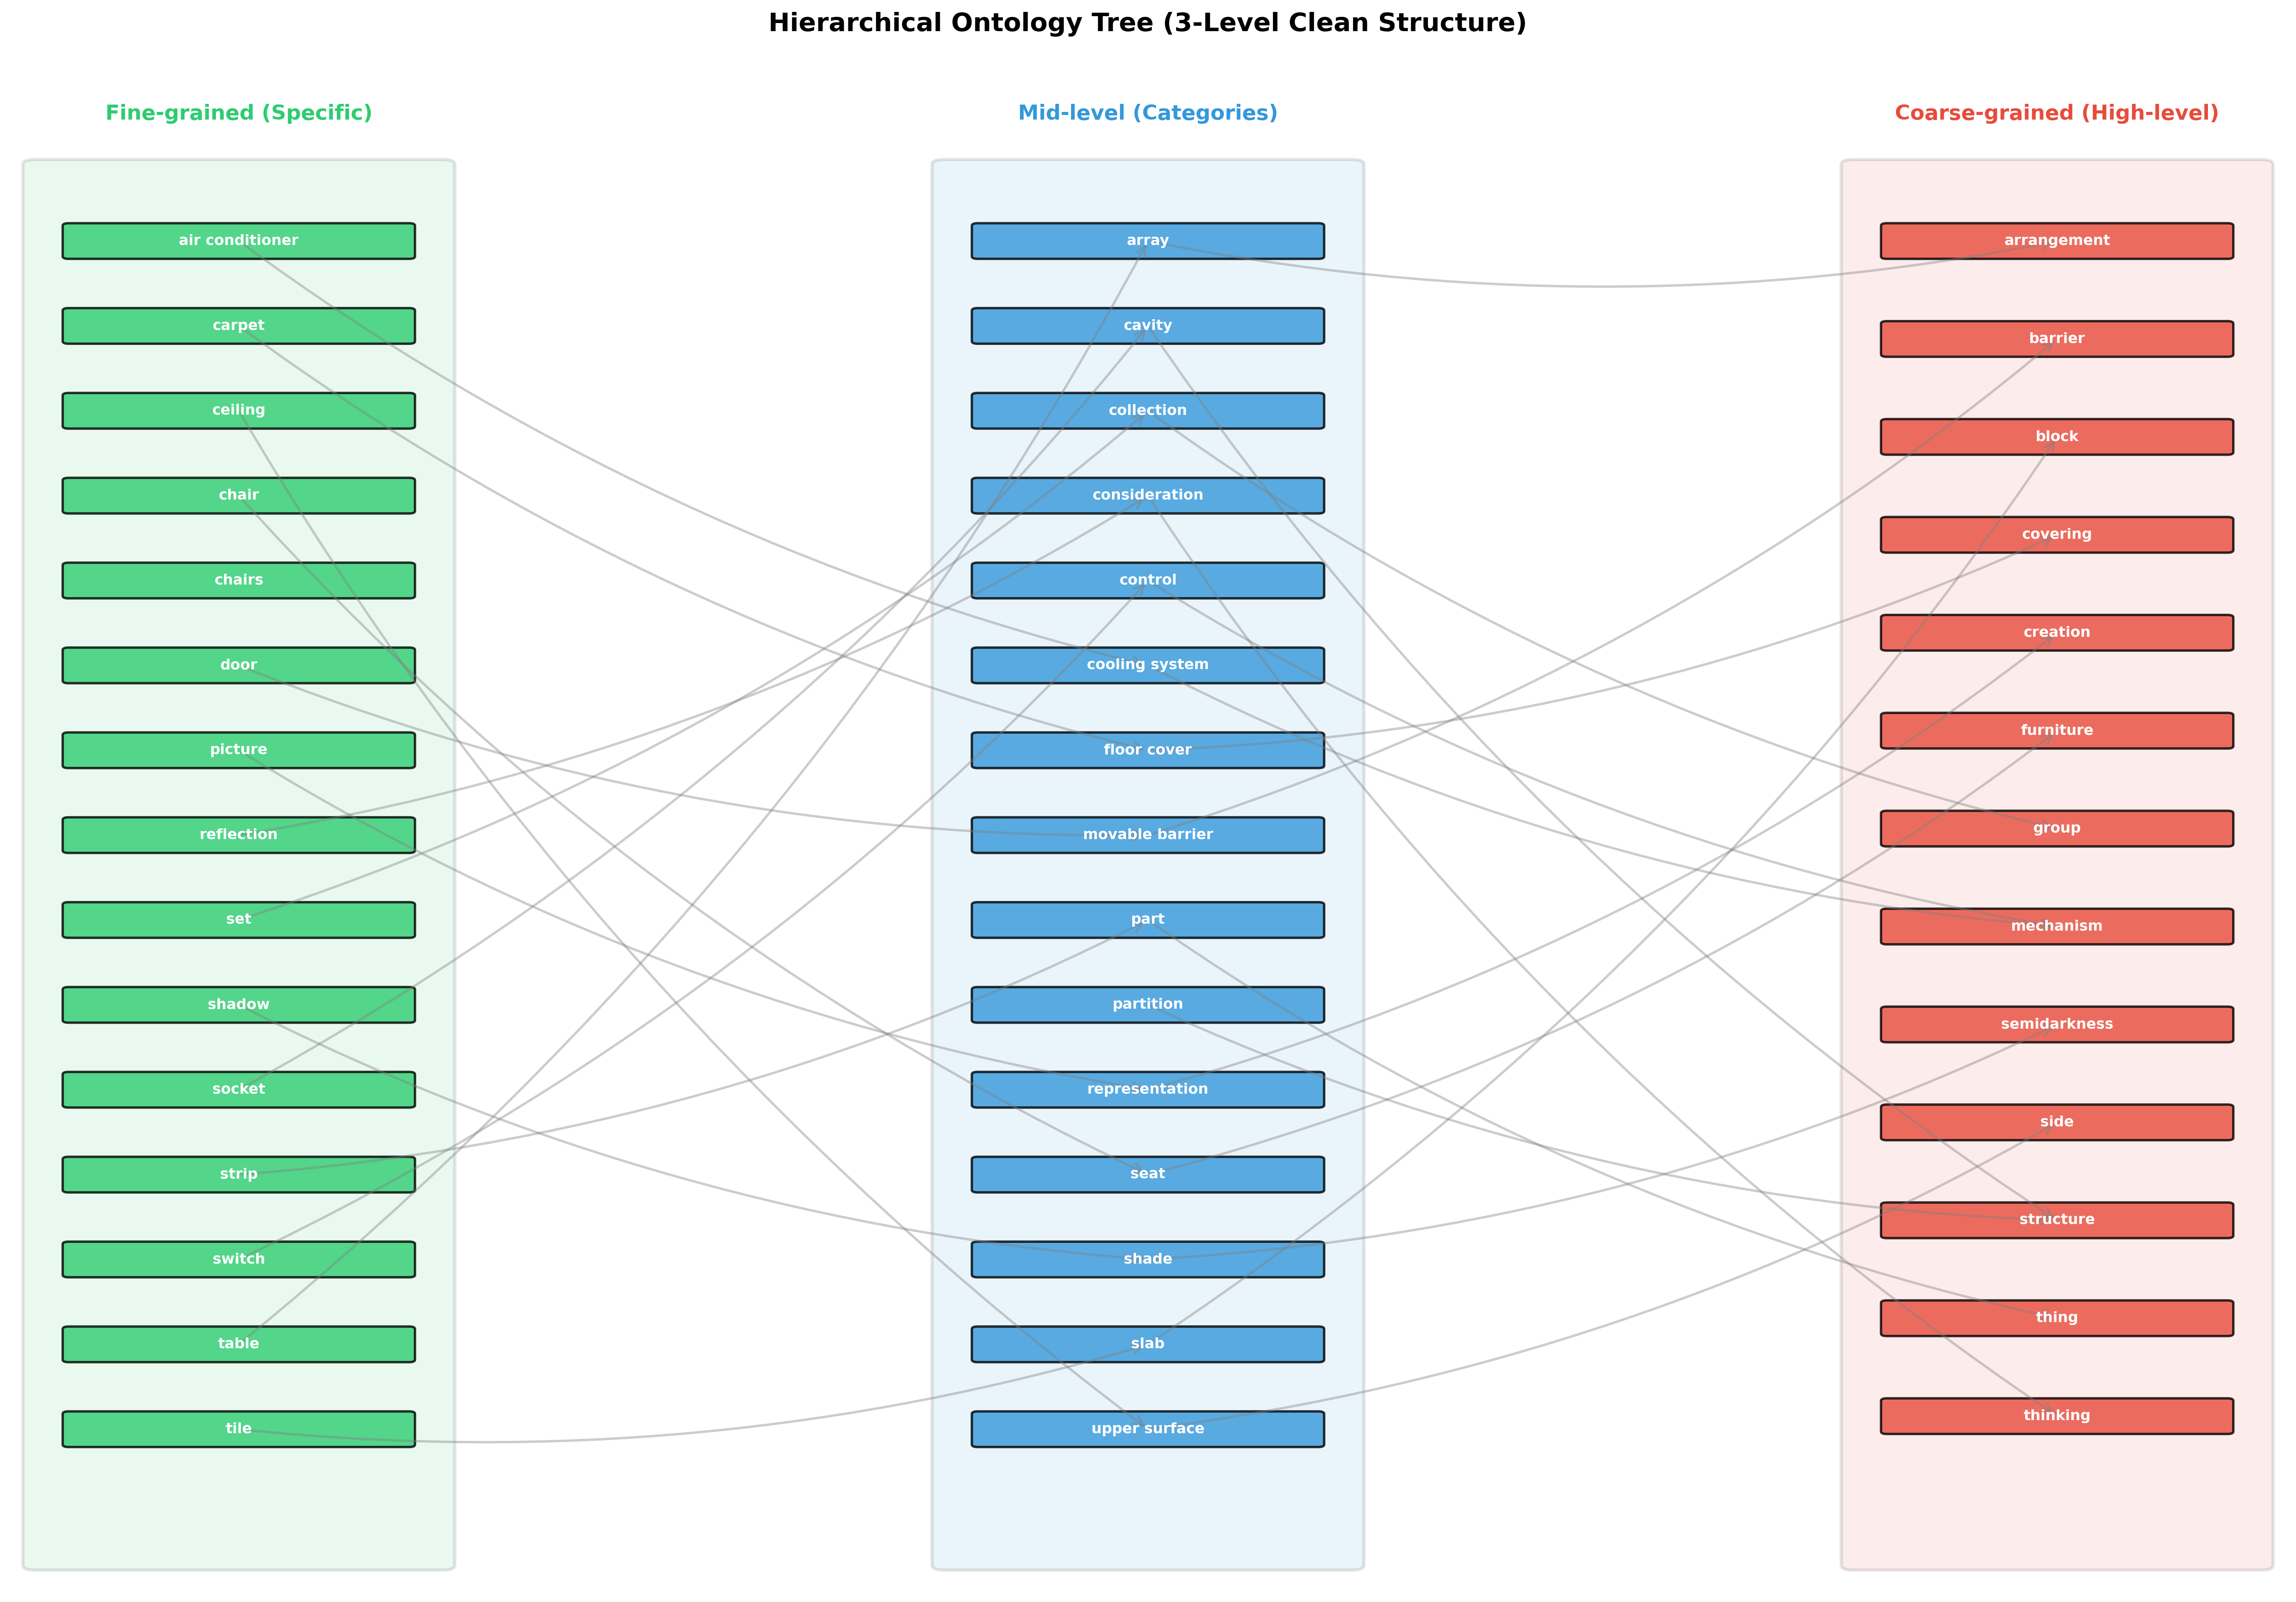 Hierarchical Ontology Tree (3-Level Clean Structure)
Fine-grained (Specific)
air conditioner
carpet
ceiling
chair
chairs
door
picture
reflection
set
shadow
socket
strip
switch
table
tile
Mid-level (Categories)
array
cavity
collection
consideration
control
cooling system
floor cover
movable barrier
part
partition
representation
seat
shade
slab
upper surface
Coarse-grained (High-level)
arrangement
barrier
block
covering
creation
furniture
group
mechanism
semidarkness
side
structure
thing
thinking